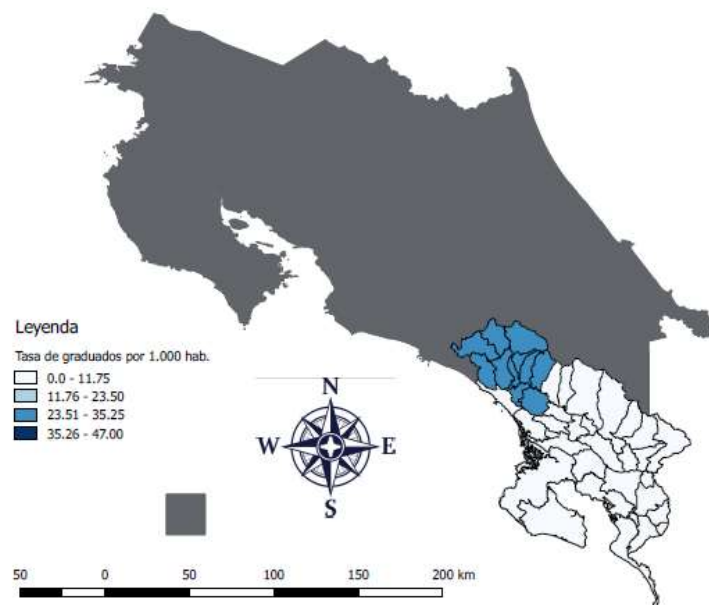 Leyenda
Tasa de graduados por 1.000 hab.
0.0 - 11.75
11.76 - 23.50
23.51 - 35.25
35.26 - 47.00
N
W E
S
50 0 50 100 150 200 km